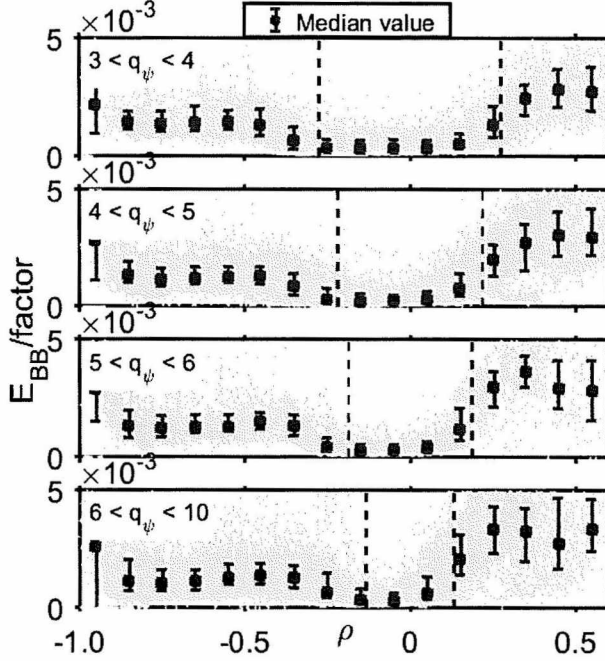 ×10⁻³
Median value
5
3 < q_ψ < 4
0
×10⁻³
5
4 < q_ψ < 5
0
×10⁻³
5
5 < q_ψ < 6
0
×10⁻³
5
6 < q_ψ < 10
0
E_BB/factor
-1.0 -0.5 ρ 0 0.5